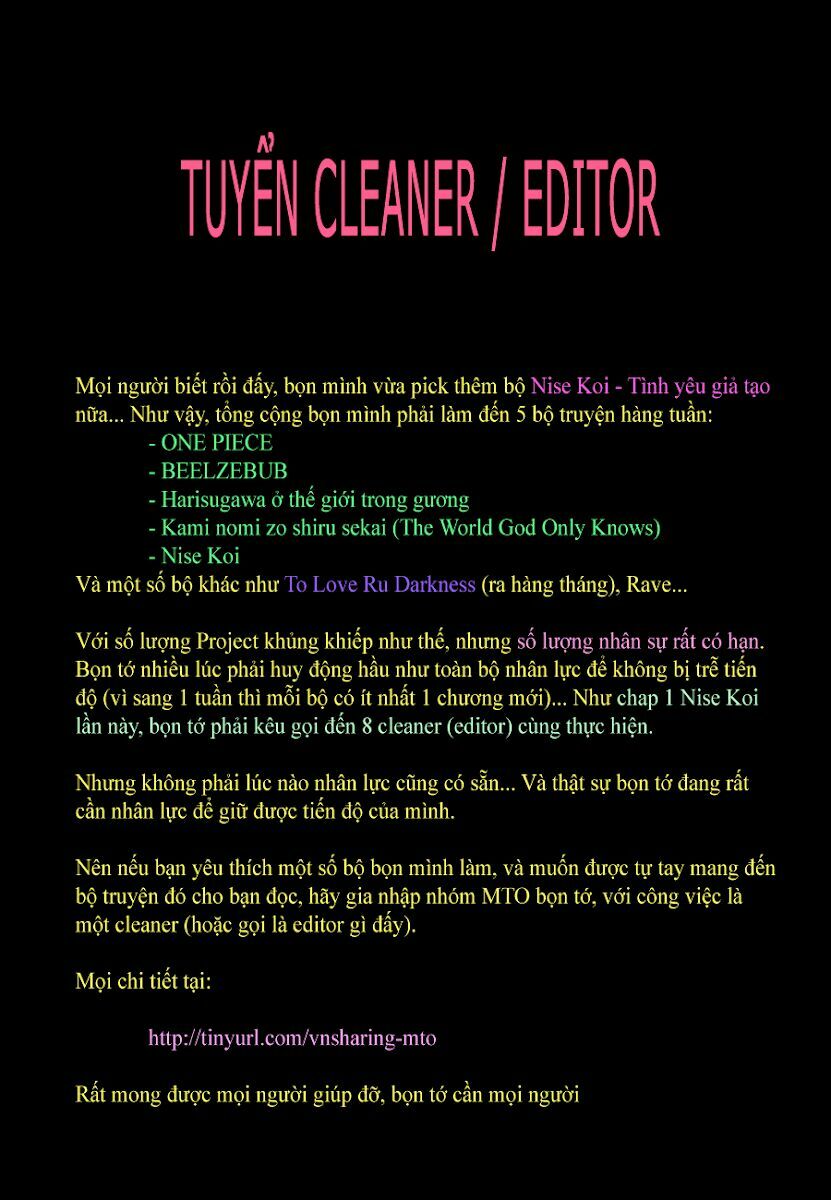 TUYỂN CLEANER / EDITOR
Mọi người biết rồi đấy, bọn mình vừa pick thêm bộ Nise Koi - Tình yêu giả tạo
nữa... Như vậy, tổng cộng bọn mình phải làm đến 5 bộ truyện hàng tuần:
- ONE PIECE
- BEELZEBUB
- Harisugawa ở thế giới trong gương
- Kami nomi zo shiru sekai (The World God Only Knows)
- Nise Koi
Và một số bộ khác như To Love Ru Darkness (ra hàng tháng), Rave...
Với số lượng Project khủng khiếp như thế, nhưng số lượng nhân sự rất có hạn.
Bọn tớ nhiều lúc phải huy động hầu như toàn bộ nhân lực để không bị trễ tiến
độ (vì sang 1 tuần thì mỗi bộ có ít nhất 1 chương mới)... Như chap 1 Nise Koi
lần này, bọn tớ phải kêu gọi đến 8 cleaner (editor) cùng thực hiện.
Nhưng không phải lúc nào nhân lực cũng có sẵn... Và thật sự bọn tớ đang rất
cần nhân lực để giữ được tiến độ của mình.
Nên nếu bạn yêu thích một số bộ bọn mình làm, và muốn được tự tay mang đến
bộ truyện đó cho bạn đọc, hãy gia nhập nhóm MTO bọn tớ, với công việc là
một cleaner (hoặc gọi là editor gì đấy).
Mọi chi tiết tại:
http://tinyurl.com/vnsharing-mto
Rất mong được mọi người giúp đỡ, bọn tớ cần mọi người